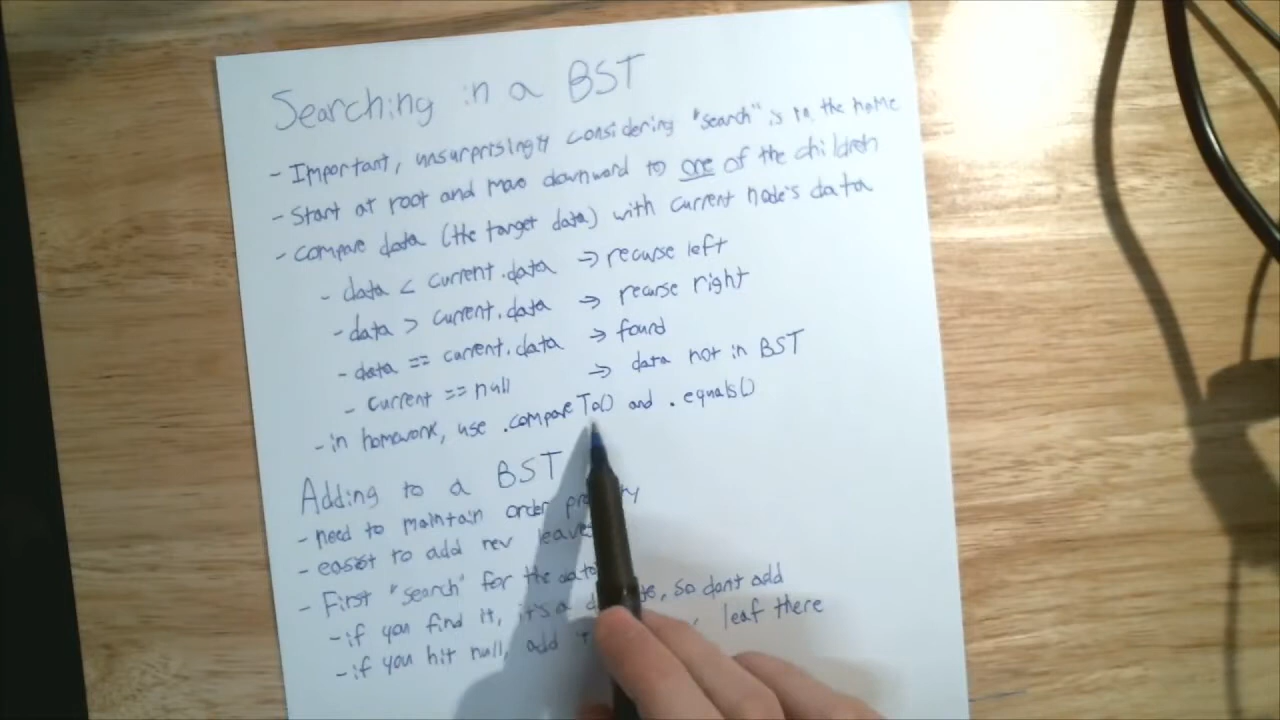 Searching in a BST
- Important, unsurprisingly considering "search" is in the name
- Start at root and move downward to one of the children
- compare data (the target data) with current node's data
- data < current.data → recurse left
- data > current.data → recurse right
- data == current.data → found
- current == null → data not in BST
- in homework, use .compareTo() and .equals()
Adding to a BST
- need to maintain order
- easist to add new leaves
- First "search" for the data
- if you find it, it's a , so dont add
- if you hit null, add leaf there